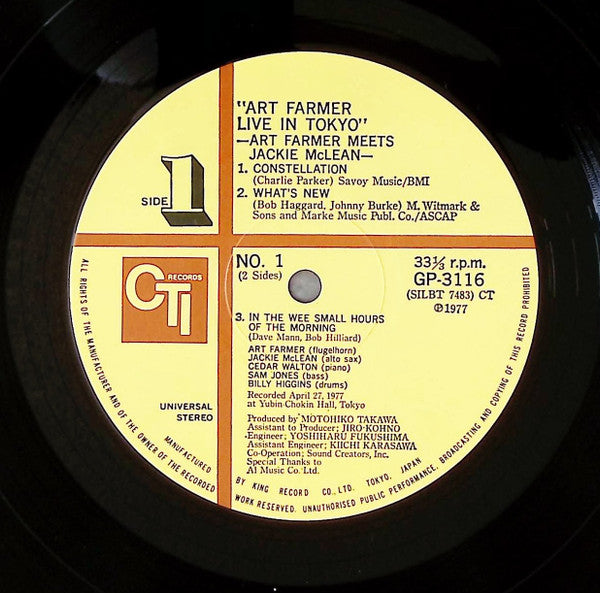 "ART FARMER
LIVE IN TOKYO"
—ART FARMER MEETS
JACKIE McLEAN—
1. CONSTELLATION
(Charlie Parker) Savoy Music/BMI
2. WHAT'S NEW
(Bob Haggard, Johnny Burke) M. Witmark &
Sons and Marke Music Publ. Co./ASCAP
SIDE 1
CTI RECORDS
NO. 1
(2 Sides)
33⅓ r.p.m.
GP-3116
(SILBT 7483) CT
℗1977
3. IN THE WEE SMALL HOURS
OF THE MORNING
(Dave Mann, Bob Hilliard)
ART FARMER (flugelhorn)
JACKIE McLEAN (alto sax)
CEDAR WALTON (piano)
SAM JONES (bass)
BILLY HIGGINS (drums)
Recorded April 27, 1977
at Yubin-Chokin Hall, Tokyo
Produced by MOTOHIKO TAKAWA
Assistant to Producer; JIRO KOHNO
Engineer; YOSHIHARU FUKUSHIMA
Assistant Engineer; KIICHI KARASAWA
Co-Operation; Sound Creators, Inc.
Special Thanks to
A1 Music Co. Ltd.
UNIVERSAL
STEREO
MANUFACTURED BY KING RECORD CO., LTD. TOKYO, JAPAN
ALL RIGHTS OF THE MANUFACTURER AND OF THE OWNER OF THE RECORDED WORK RESERVED. UNAUTHORISED PUBLIC PERFORMANCE, BROADCASTING AND COPYING OF THIS RECORD PROHIBITED